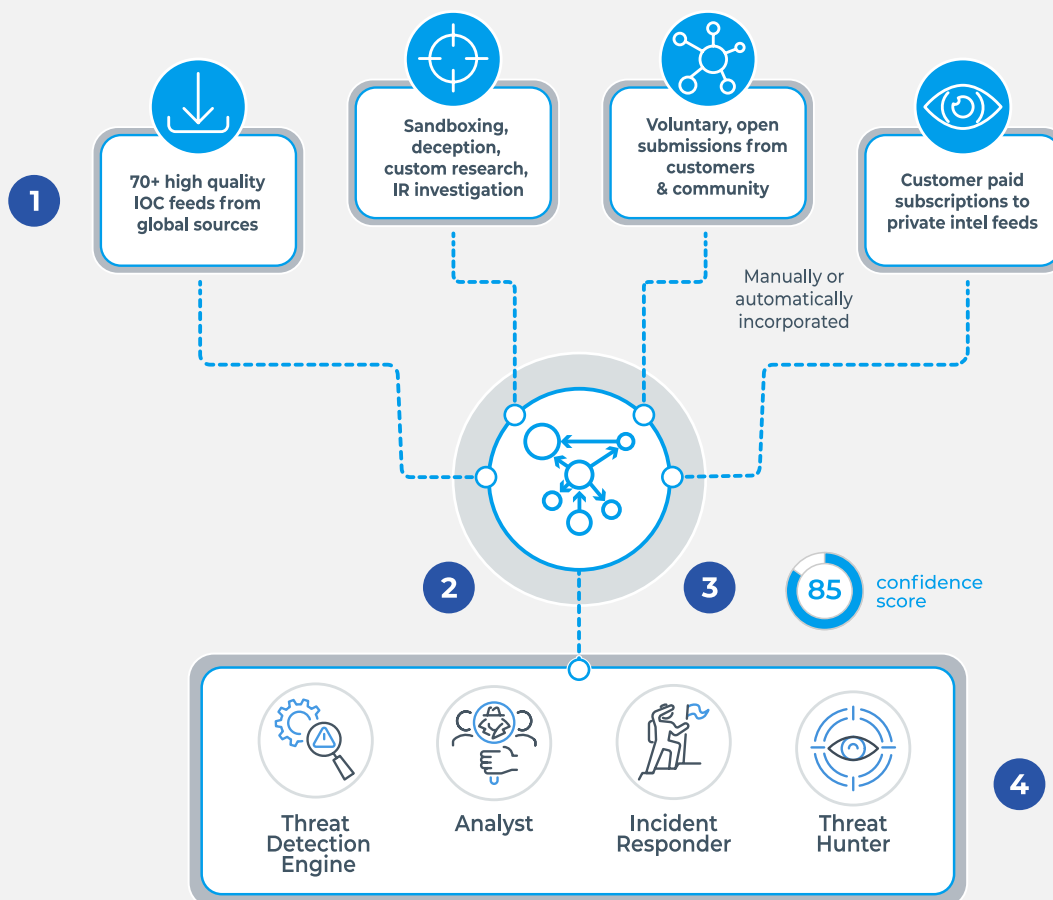 1
70+ high quality
IOC feeds from
global sources
Sandboxing,
deception,
custom research,
IR investigation
Voluntary, open
submissions from
customers
& community
Customer paid
subscriptions to
private intel feeds
Manually or
automatically
incorporated
2
3
85
confidence
score
Threat
Detection
Engine
Analyst
Incident
Responder
Threat
Hunter
4